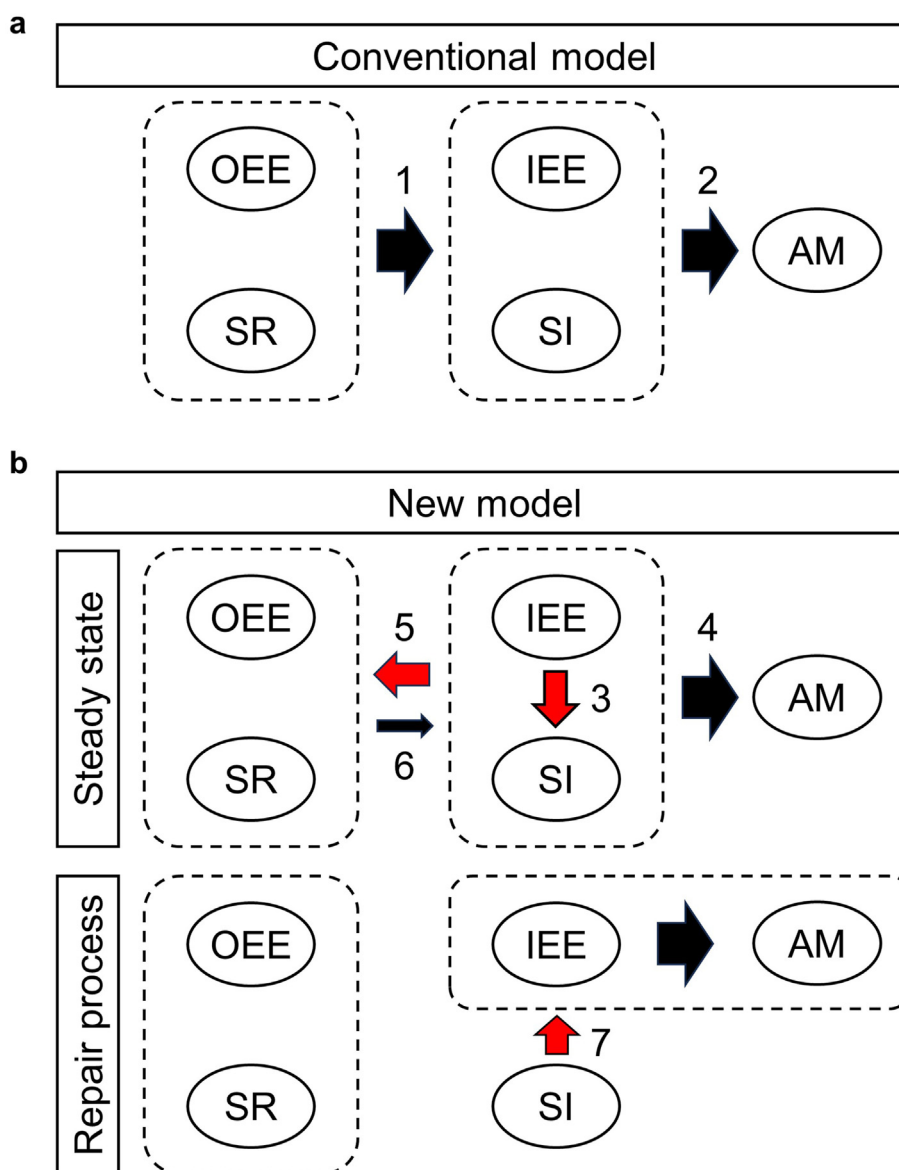 a
Conventional model
OEE
1
IEE
2
AM
SR
SI
b
New model
Steady state
OEE
5
IEE
4
3
AM
6
SR
SI
Repair process
OEE
IEE
AM
7
SR
SI